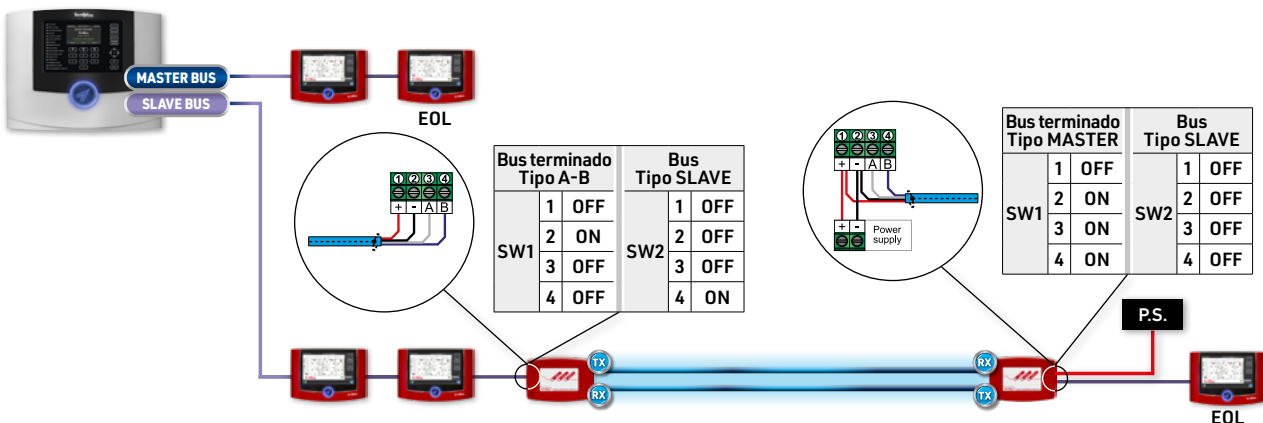 MASTER BUS
SLAVE BUS
EOL
1 2 3 4
+ - A B
Bus terminado Tipo A-B
Bus Tipo SLAVE
SW1
1 OFF
2 ON
3 OFF
4 OFF
SW2
1 OFF
2 OFF
3 OFF
4 ON
1 2 3 4
+ - A B
+ -
Power supply
Bus terminado Tipo MASTER
Bus Tipo SLAVE
SW1
1 OFF
2 ON
3 ON
4 ON
SW2
1 OFF
2 OFF
3 OFF
4 OFF
P.S.
TX
RX
RX
TX
EOL